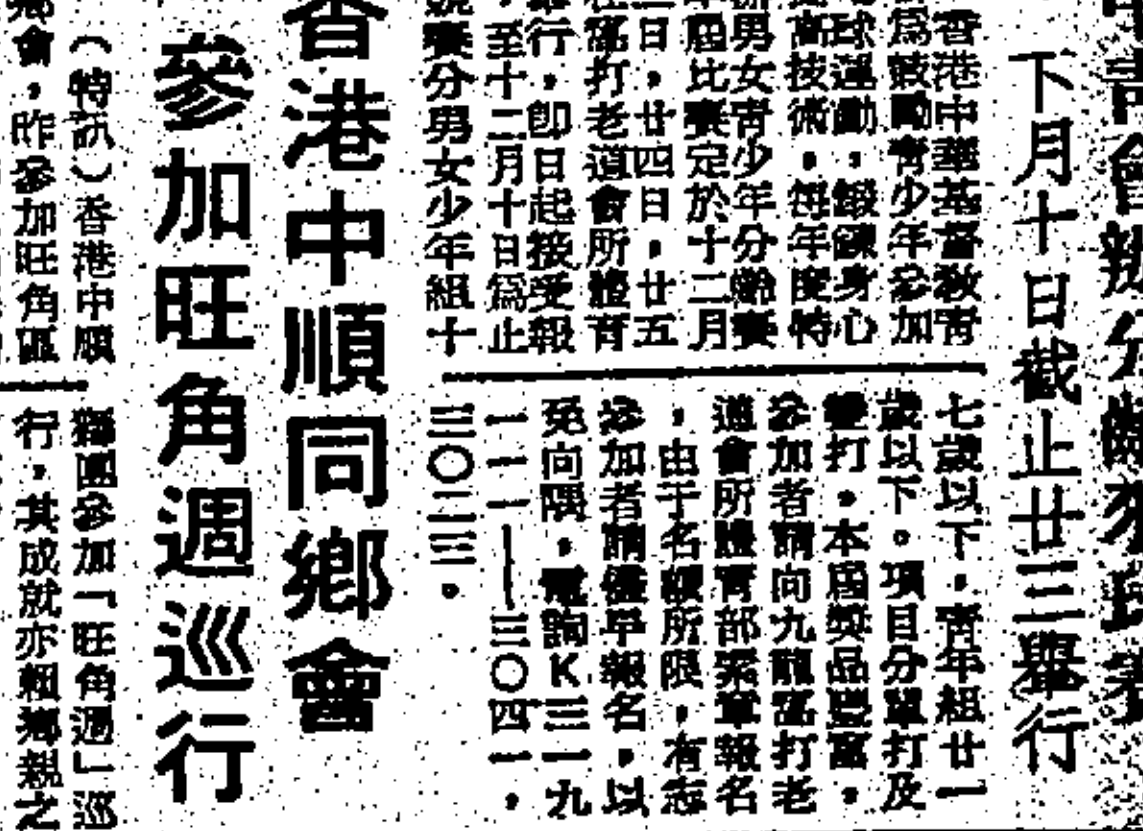 下月十日截止廿三舉行
香港中華基督教青
爲鼓勵青少年參加
球運動，鍛鍊身心
高技術，每年度特
辦男女青少年分齡賽
屆比賽定於十二月
三日，廿四日，廿五
在窩打老道會所體育
行，卽日起接受報
，至十二月十日爲止
競賽分男女少年組十
七歲以下，靑年組廿一
歲以下。項目分單打及
雙打。本屆獎品豐富，
參加者請向九龍窩打老
道會所體育部索章報名
，由于名額所限，有志
參加者請儘早報名，以
免向隅，電詢K三一九
一一一——三〇四一，
三〇二三三。
香港中順同鄉會
參加旺角週巡行
（特訊）香港中順
鄉會，昨參加旺角區
團參加「旺角週」巡
行，其成就亦賴鄉親之